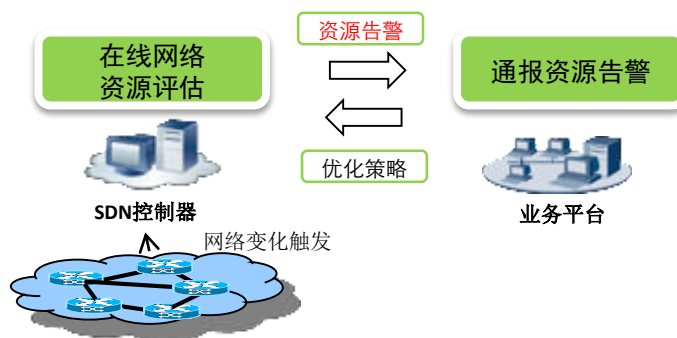 资源告警
在线网络
资源评估
通报资源告警
优化策略
SDN控制器
业务平台
网络变化触发